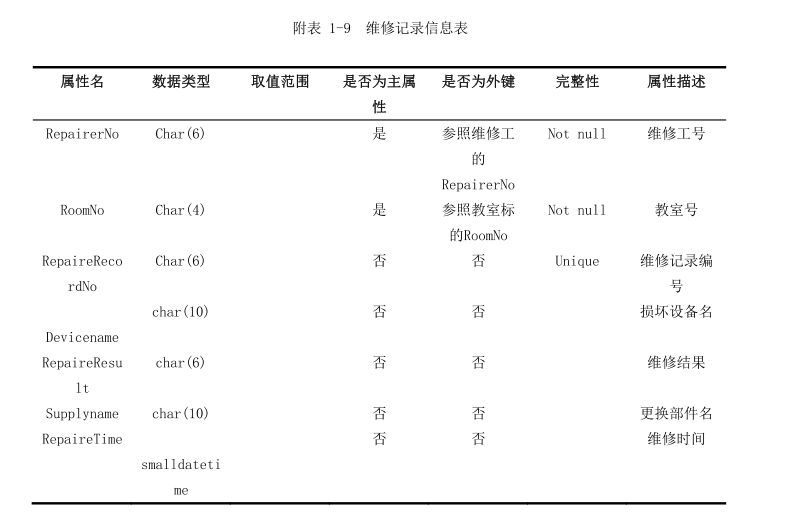 附表 1-9 维修记录信息表
属性名 数据类型 取值范围 是否为主属 是否为外键 完整性 属性描述
性
RepairerNo Char(6) 是 参照维修工 Not null 维修工号
的
RepairerNo
RoomNo Char(4) 是 参照教室标 Not null 教室号
的RoomNo
RepaireReco Char(6) 否 否 Unique 维修记录编
rdNo 号
char(10) 否 否 损坏设备名
Devicename
RepaireResu char(6) 否 否 维修结果
lt
Supplyname char(10) 否 否 更换部件名
RepaireTime 否 否 维修时间
smalldateti
me